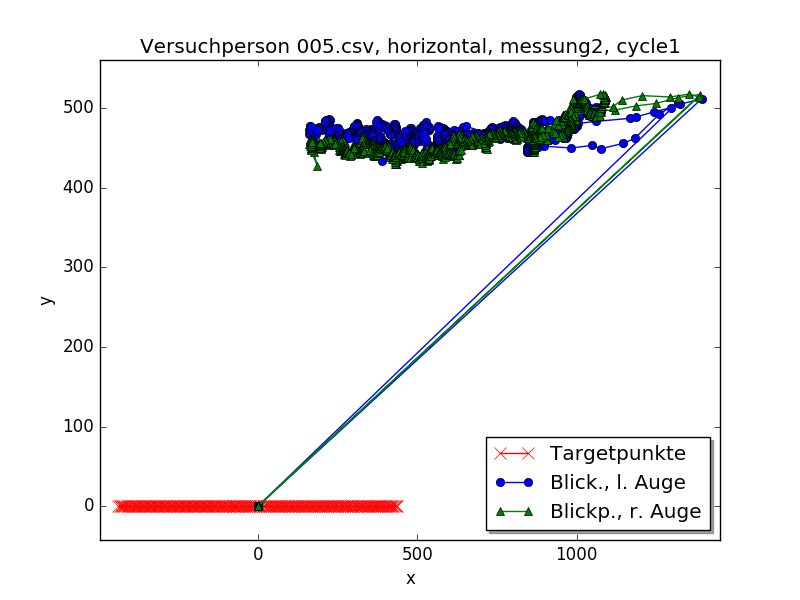 Versuchperson 005.csv, horizontal, messung2, cycle1
500
400
300
200
100
0
y
0 500 1000
x
Targetpunkte
Blick., l. Auge
Blickp., r. Auge